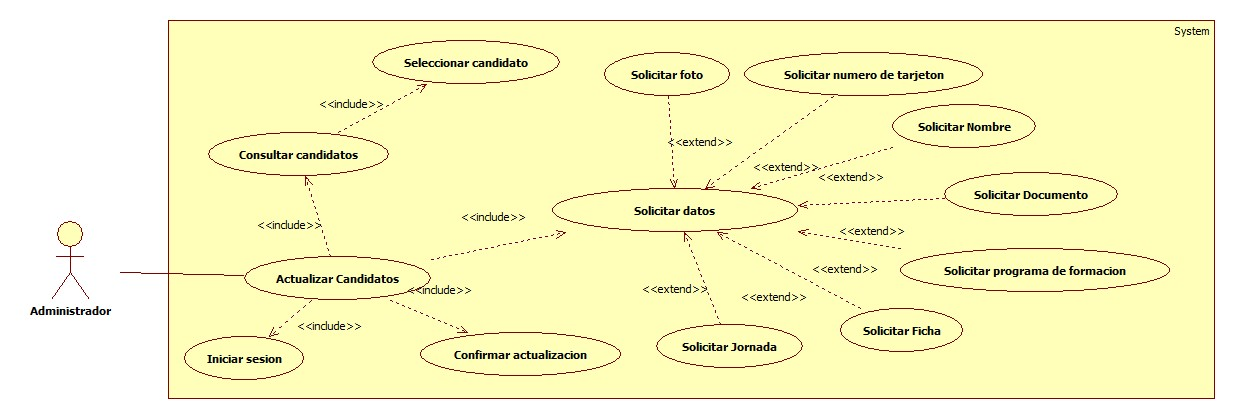 System
Seleccionar candidato
Solicitar foto
Solicitar numero de tarjeton
<<include>>
Solicitar Nombre
<<extend>>
Consultar candidatos
<<extend>>
<<extend>>
Solicitar Documento
Solicitar datos
<<include>>
<<include>>
<<extend>>
Actualizar Candidatos
<<extend>>
Solicitar programa de formacion
<<include>>
<<extend>>
<<extend>>
Administrador
<<include>>
Solicitar Ficha
Solicitar Jornada
Iniciar sesion
Confirmar actualizacion